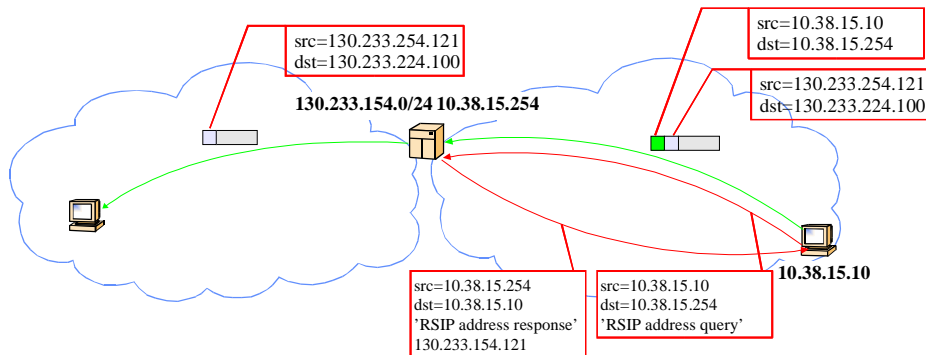 src=130.233.254.121
dst=130.233.224.100
src=10.38.15.10
dst=10.38.15.254
src=130.233.254.121
dst=130.233.224.100
130.233.154.0/24 10.38.15.254
10.38.15.10
src=10.38.15.254
dst=10.38.15.10
’RSIP address response’
130.233.154.121
src=10.38.15.10
dst=10.38.15.254
’RSIP address query’